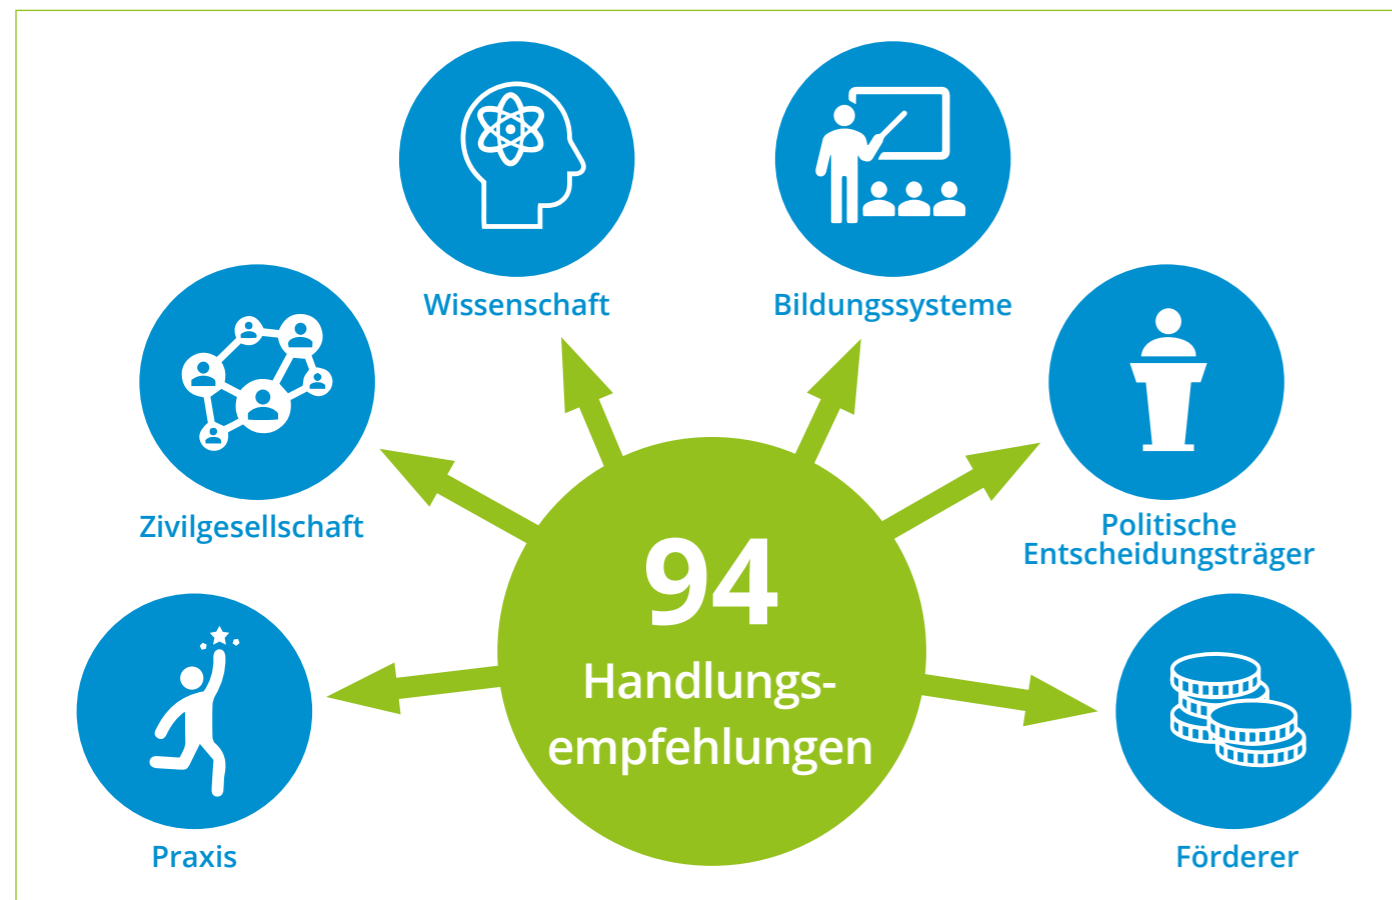 Wissenschaft
Bildungssysteme
Zivilgesellschaft
Politische
Entscheidungsträger
94
Handlungs-
empfehlungen
Praxis
Förderer